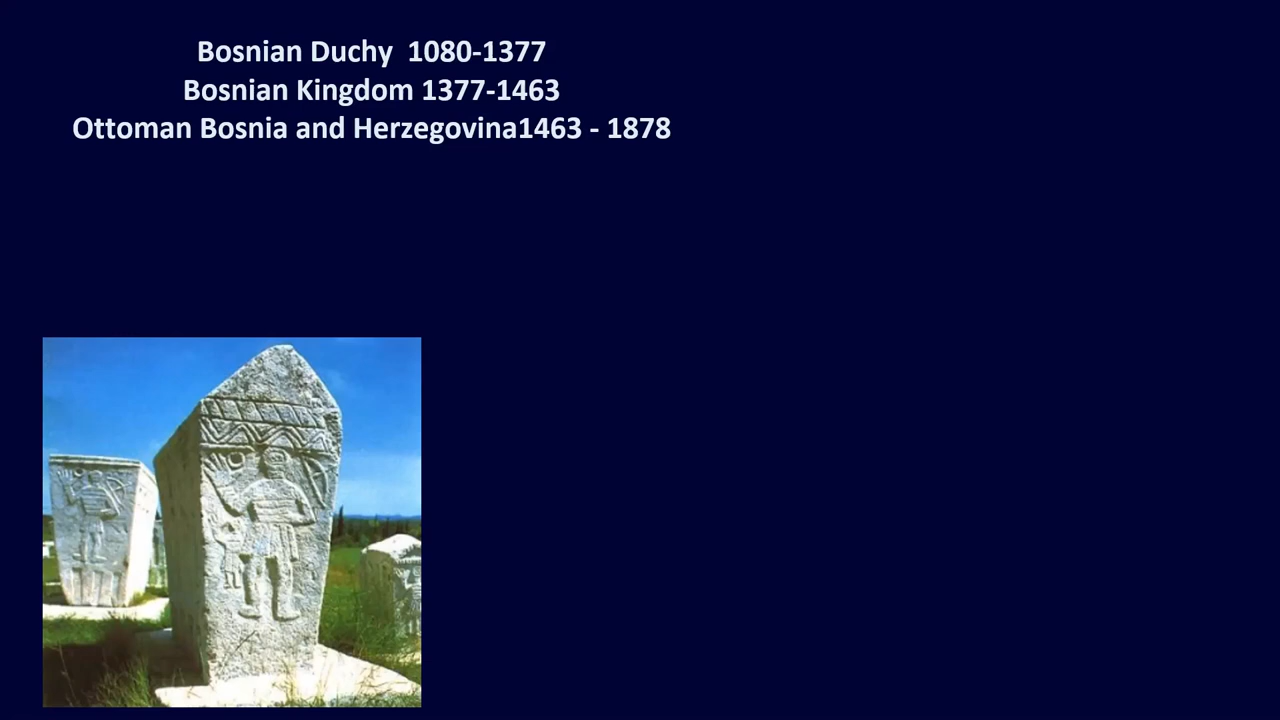 Bosnian Duchy  1080-1377
Bosnian Kingdom 1377-1463
Ottoman Bosnia and Herzegovina1463 - 1878